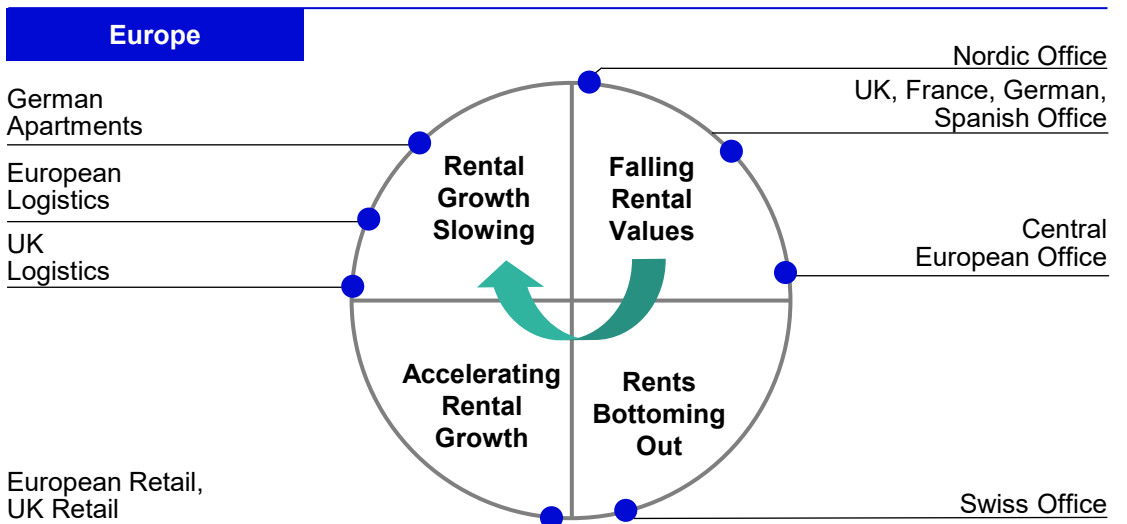 Europe
German
Apartments
European
Logistics
UK
Logistics
European Retail,
UK Retail
Rental
Growth
Slowing
Falling
Rental
Values
Accelerating
Rental
Growth
Rents
Bottoming
Out
Nordic Office
UK, France, German,
Spanish Office
Central
European Office
Swiss Office